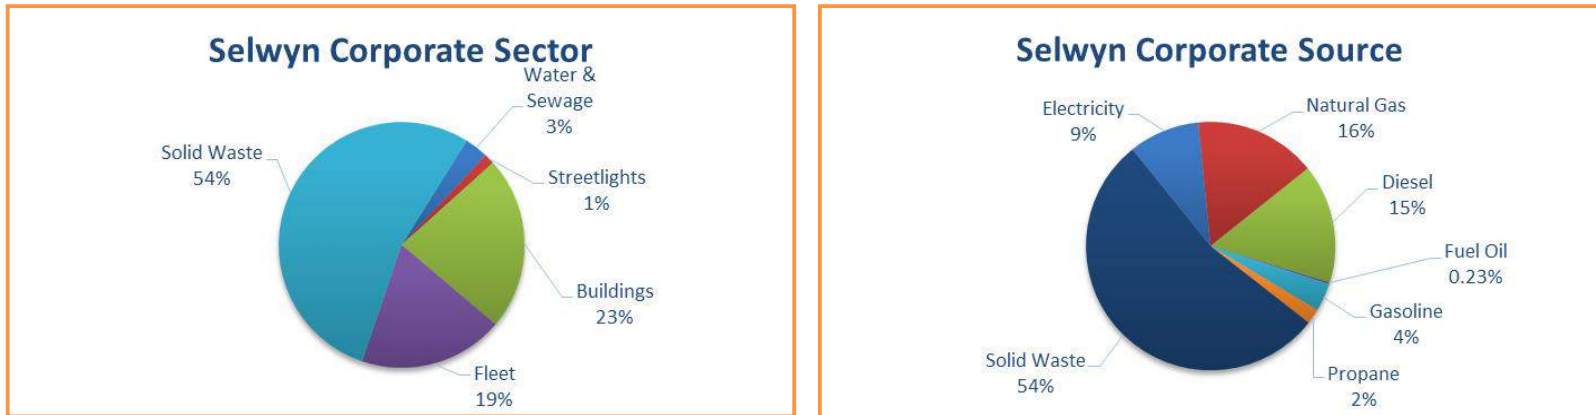 Selwyn Corporate Sector
Water &
Sewage
3%
Solid Waste
54%
Streetlights
1%
Buildings
23%
Fleet
19%
Selwyn Corporate Source
Electricity
9%
Natural Gas
16%
Diesel
15%
Fuel Oil
0.23%
Gasoline
4%
Solid Waste
54%
Propane
2%